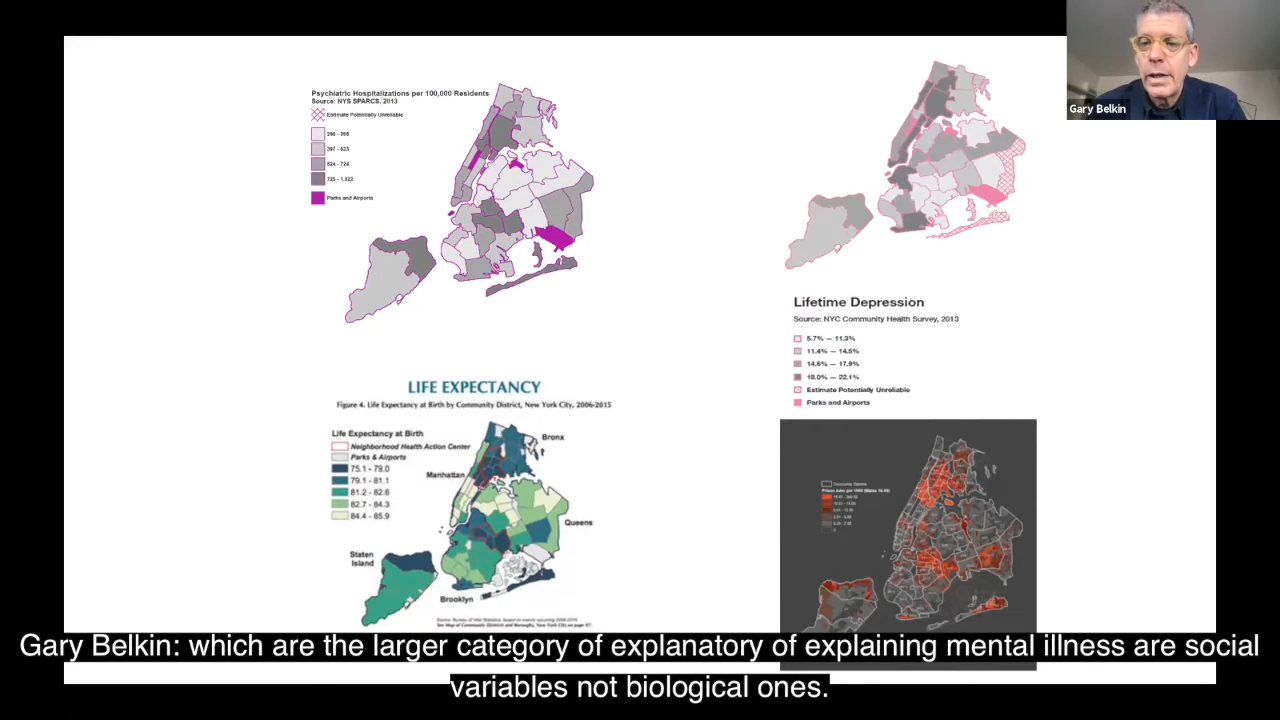 Psychiatric Hospitalizations per 100,000 Residents
Source: NYS SPARCS, 2013
Estimate Potentially Unreliable
Parks and Airports
Gary Belkin
Lifetime Depression
Source: NYC Community Health Survey, 2013
5.7% — 11.3%
11.4% — 14.5%
14.6% — 17.9%
18.0% — 22.1%
Estimate Potentially Unreliable
Parks and Airports
LIFE EXPECTANCY
Figure 4. Life Expectancy at Birth by Community District, New York City, 2006-2015
Life Expectancy at Birth
Neighborhood Health Action Center
Parks & Airports
75.1 - 79.0
79.1 - 81.1
81.2 - 82.6
82.7 - 84.3
84.4 - 85.9
Bronx
Manhattan
Queens
Staten
Island
Brooklyn
Gary Belkin: which are the larger category of explanatory of explaining mental illness are social
variables not biological ones.